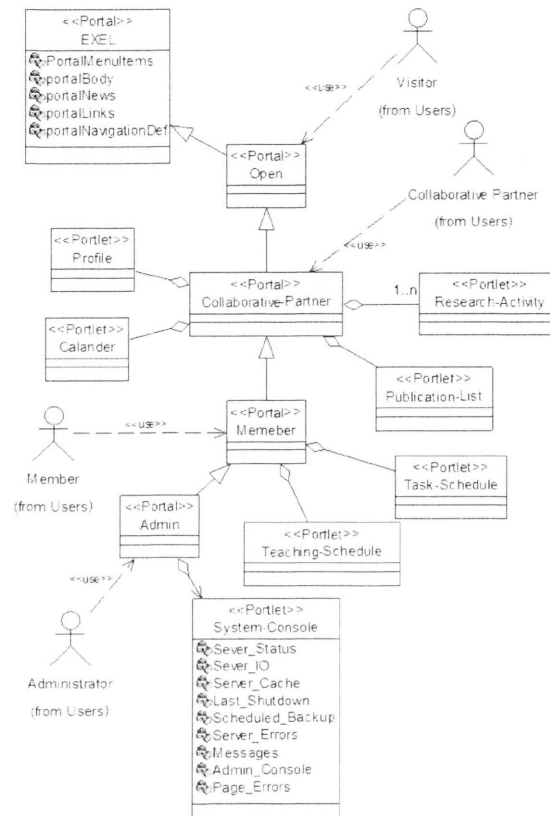 <<Portal>>
EXEL
PortalMenuItems
portalBody
portalNews
portalLinks
portalNavigationDef
<<use>>
Visitor
(from Users)
<<Portal>>
Open
Collaborative Partner
(from Users)
<<use>>
<<Portlet>>
Profile
<<Portal>>
Collaborative-Partner
1..n
<<Portlet>>
Research-Activity
<<Portlet>>
Calander
<<Portlet>>
Publication-List
<<Portal>>
Memeber
<<use>>
Member
(from Users)
<<Portlet>>
Task-Schedule
<<Portal>>
Admin
<<Portlet>>
Teaching-Schedule
<<use>>
Administrator
(from Users)
<<Portlet>>
System-Console
Sever_Status
Sever_IO
Server_Cache
Last_Shutdown
Scheduled_Backup
Server_Errors
Messages
Admin_Console
Page_Errors